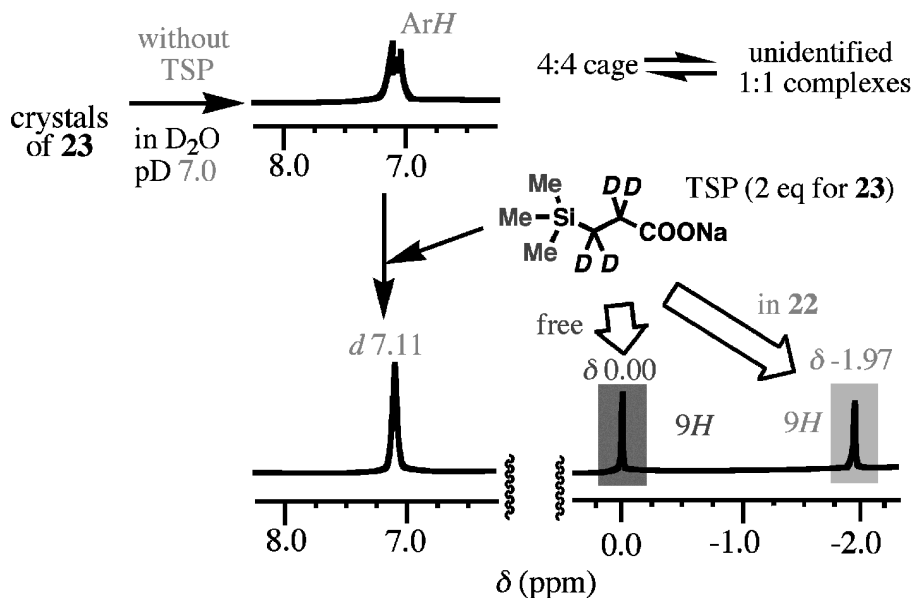 without
TSP
crystals
of 23
in D2O
pD 7.0
ArH
8.0 7.0
4:4 cage
unidentified
1:1 complexes
Me
Me Si D D
Me D D COONa
TSP (2 eq for 23)
free
in 22
d 7.11
δ 0.00
δ -1.97
9H
9H
8.0 7.0
0.0 -1.0 -2.0
δ (ppm)